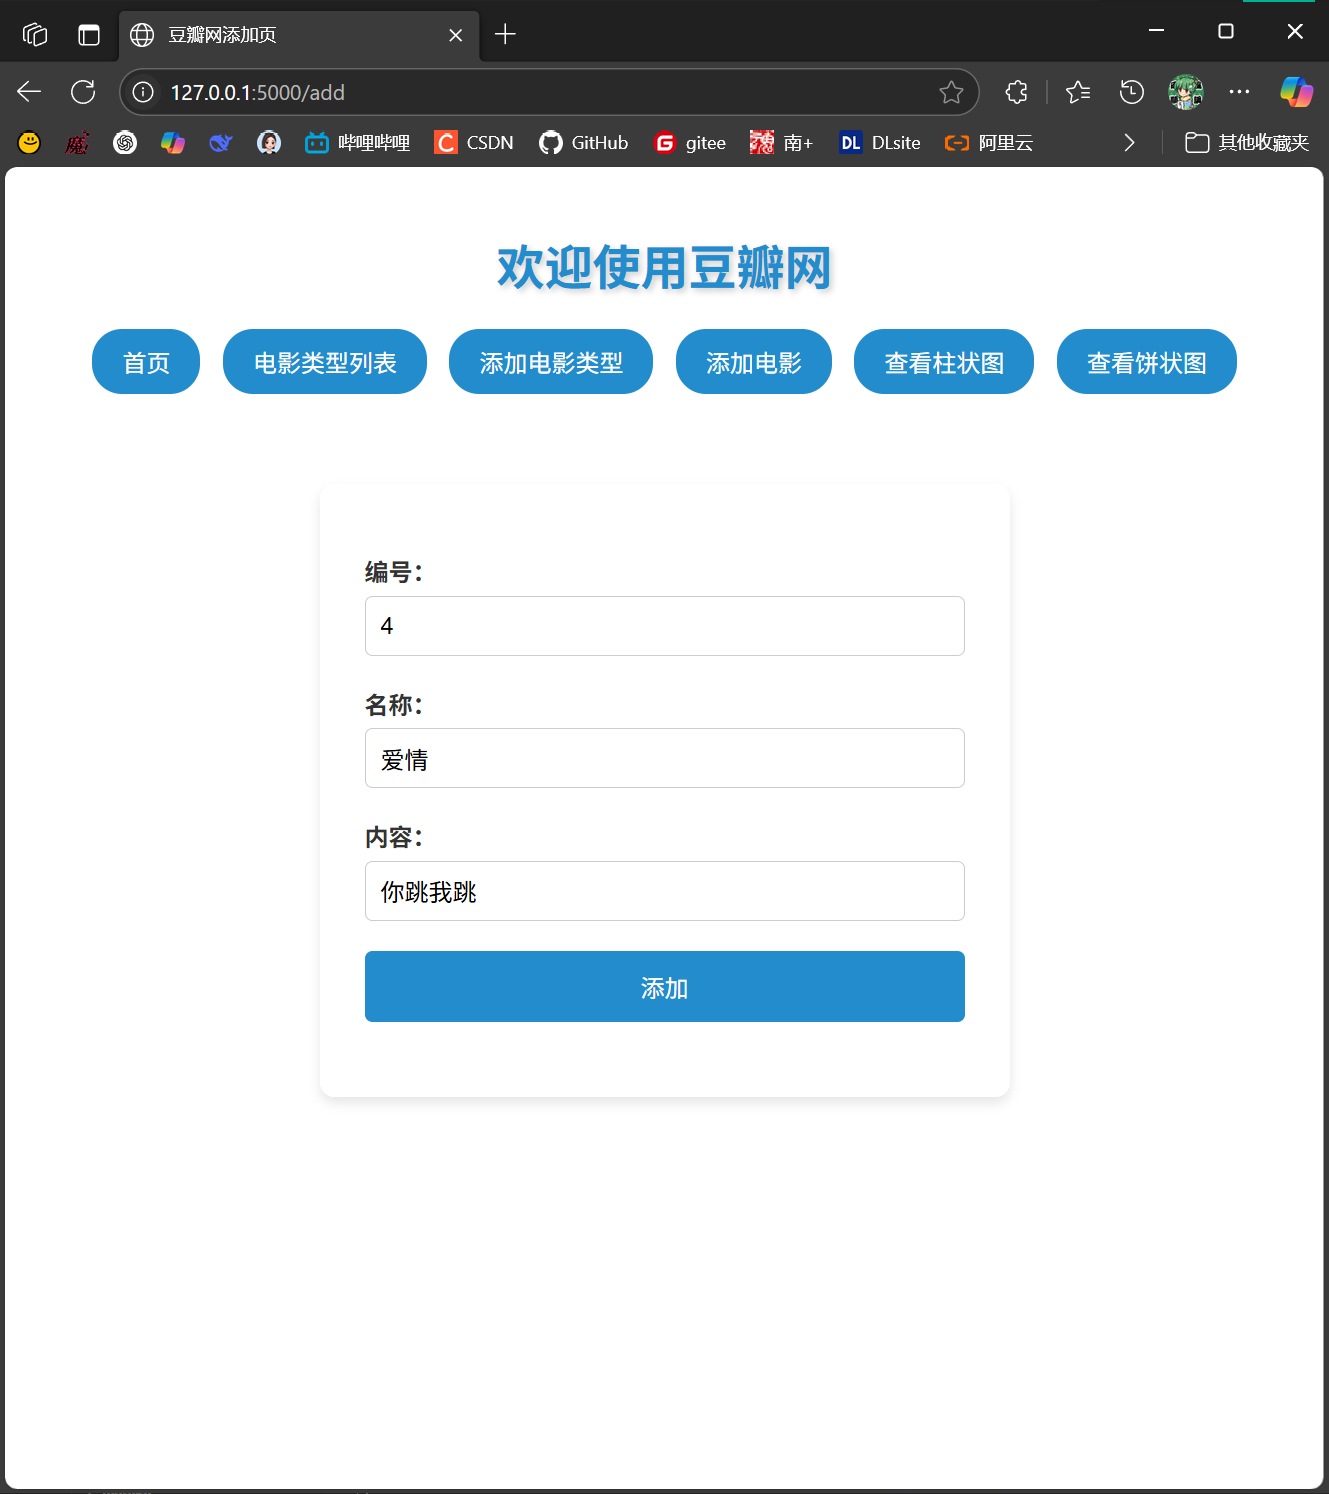 豆瓣网添加页
127.0.0.1:5000/add
哔哩哔哩 CSDN GitHub gitee 南+ DLsite 阿里云 其他收藏夹
欢迎使用豆瓣网
首页 电影类型列表 添加电影类型 添加电影 查看柱状图 查看饼状图
编号：
4
名称：
爱情
内容：
你跳我跳
添加